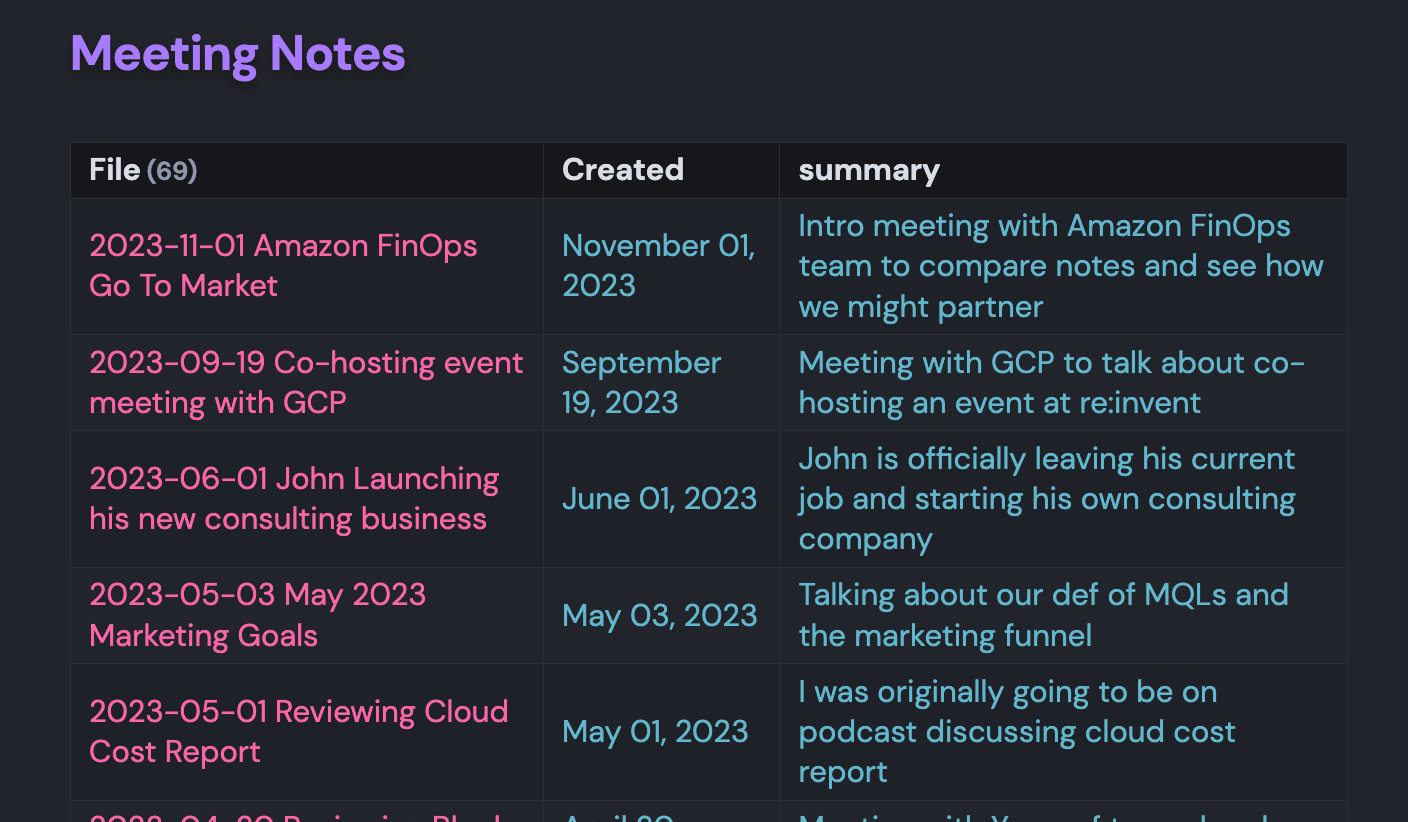 Meeting Notes
File (69)
Created
summary
2023-11-01 Amazon FinOps
Go To Market
November 01,
2023
Intro meeting with Amazon FinOps
team to compare notes and see how
we might partner
2023-09-19 Co-hosting event
meeting with GCP
September
19, 2023
Meeting with GCP to talk about co-
hosting an event at re:invent
2023-06-01 John Launching
his new consulting business
June 01, 2023
John is officially leaving his current
job and starting his own consulting
company
2023-05-03 May 2023
Marketing Goals
May 03, 2023
Talking about our def of MQLs and
the marketing funnel
2023-05-01 Reviewing Cloud
Cost Report
May 01, 2023
I was originally going to be on
podcast discussing cloud cost
report